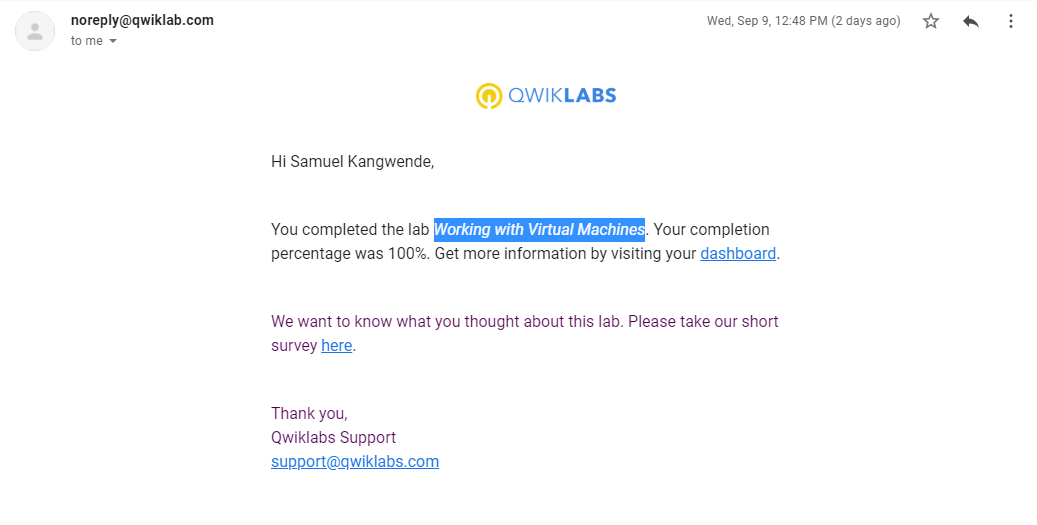 noreply@qwiklab.com
Wed, Sep 9, 12:48 PM (2 days ago)
to me
QWIKLABS
Hi Samuel Kangwende,
You completed the lab Working with Virtual Machines. Your completion
percentage was 100%. Get more information by visiting your dashboard.
We want to know what you thought about this lab. Please take our short
survey here.
Thank you,
Qwiklabs Support
support@qwiklabs.com